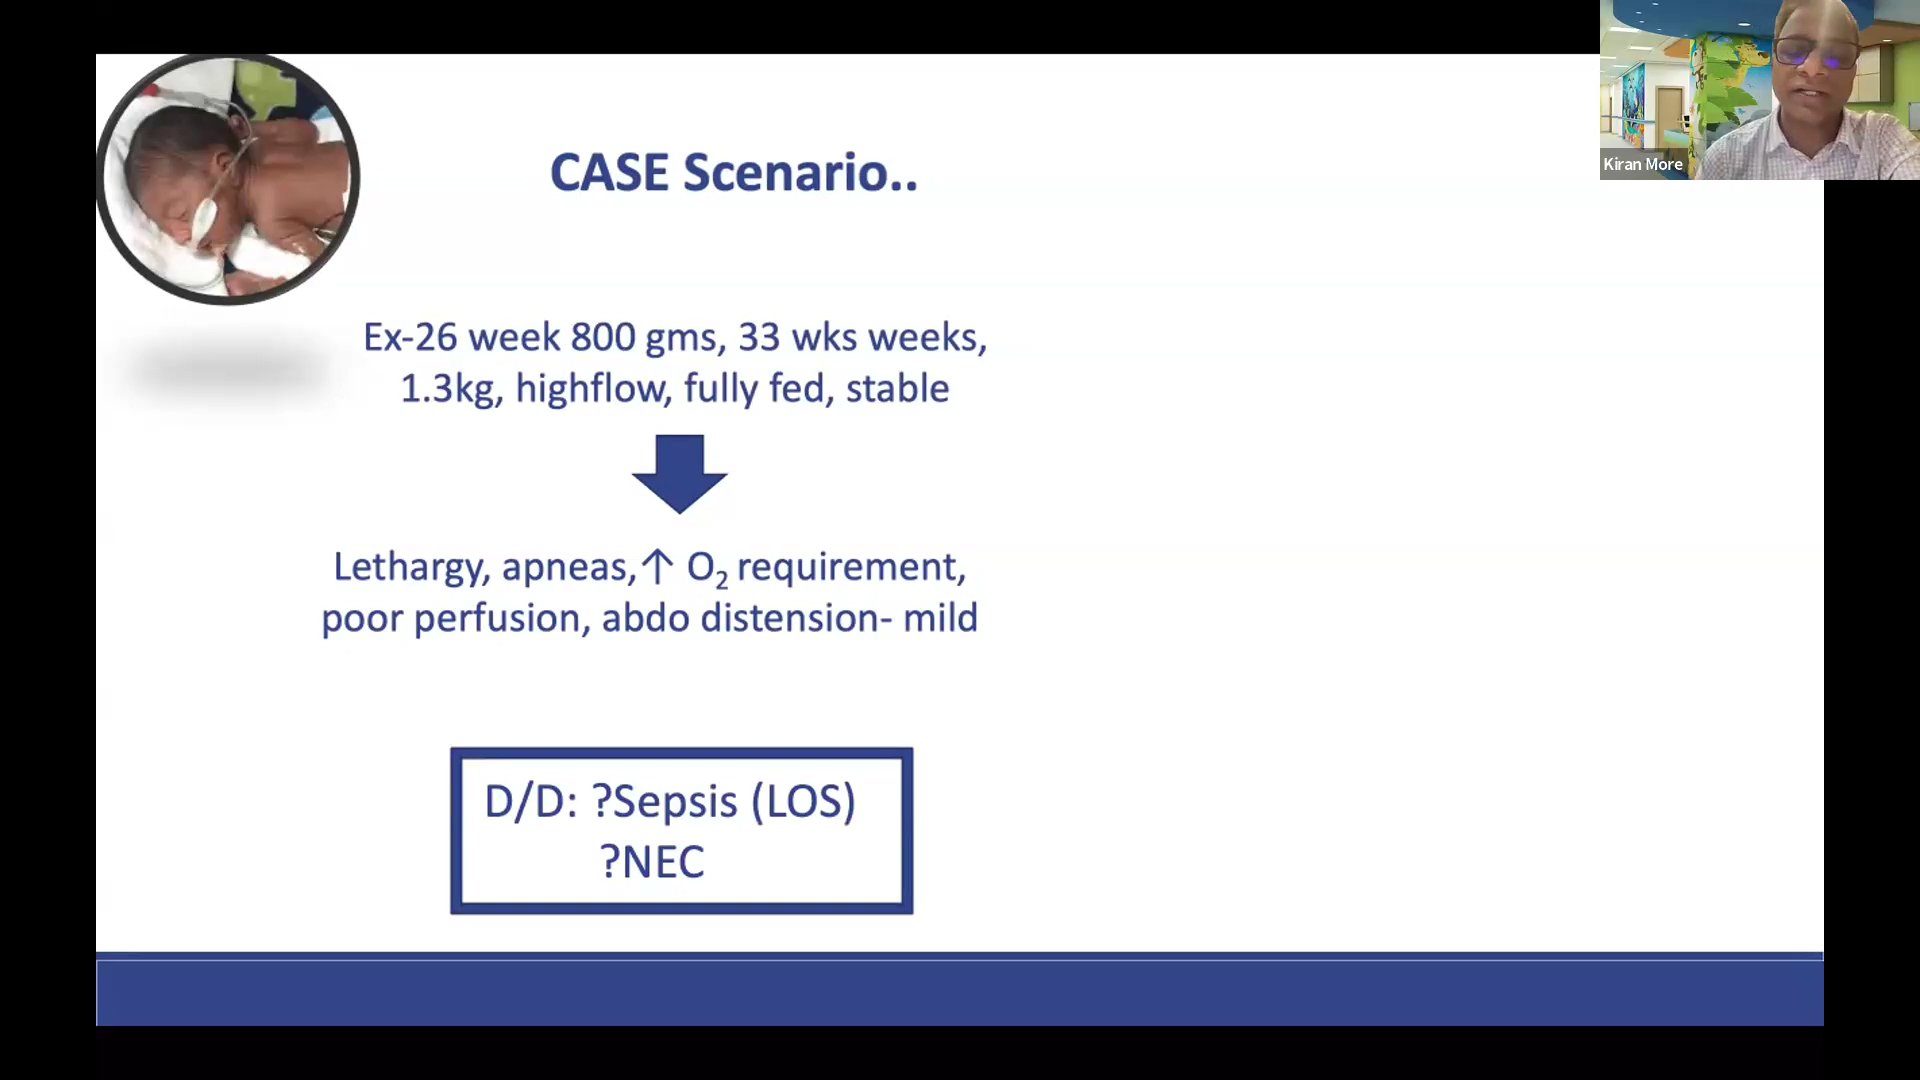 Kiran More
CASE Scenario..
Ex-26 week 800 gms, 33 wks weeks,
1.3kg, highflow, fully fed, stable
Lethargy, apneas,↑ O₂ requirement,
poor perfusion, abdo distension- mild
D/D: ?Sepsis (LOS)
?NEC